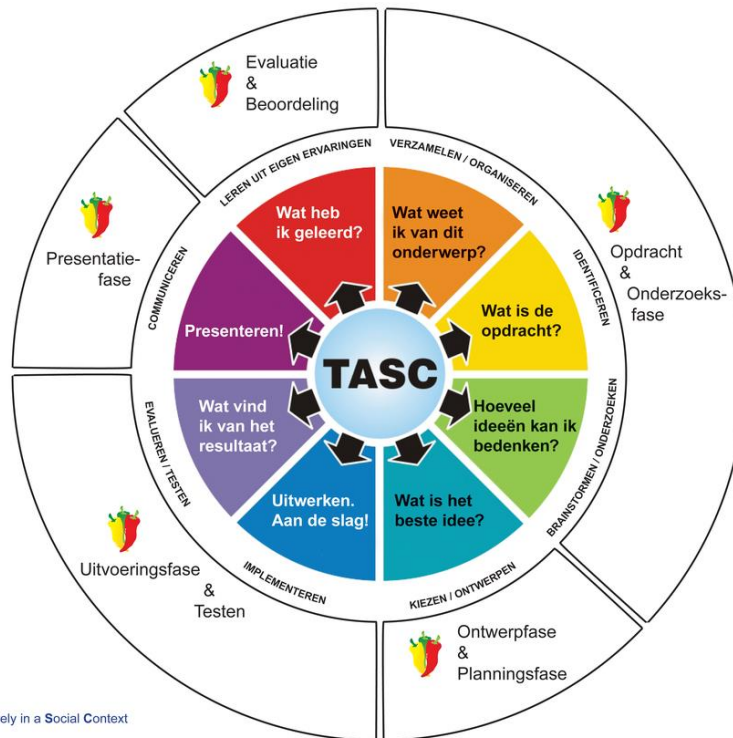 Evaluatie
&
Beoordeling
Opdracht
&
Onderzoeks-
fase
Ontwerpfase
&
Planningsfase
Uitvoeringsfase
&
Testen
Presentatie-
fase
LEREN UIT EIGEN ERVARINGEN
VERZAMELEN / ORGANISEREN
IDENTIFICEREN
BRAINSTORMEN / ONDERZOEKEN
KIEZEN / ONTWERPEN
IMPLEMENTEREN
EVALUEREN / TESTEN
COMMUNICEREN
Wat heb
ik geleerd?
Wat weet
ik van dit
onderwerp?
Wat is de
opdracht?
Hoeveel
ideeën kan ik
bedenken?
Wat is het
beste idee?
Uitwerken.
Aan de slag!
Wat vind
ik van het
resultaat?
Presenteren!
TASC
ely in a Social Context